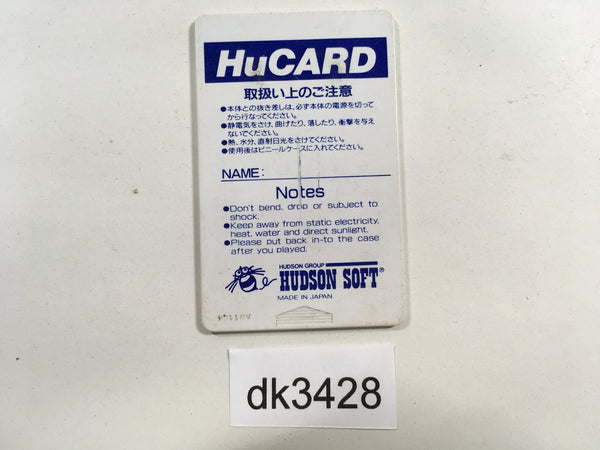 HuCARD
取扱い上のご注意
●本体との抜き差しは、必ず本体の電源を切って
から行なってください。
●静電気をさけ、曲げたり、落したり、衝撃を与え
ないでください。
●熱、水分、直射日光をさけてください。
●使用後はビニールケースに入れてください。
NAME:
Notes
●Don't bend, drop or subject to
shock.
●Keep away from static electricity,
heat, water and direct sunlight.
●Please put back in-to the case
after you played.
HUDSON GROUP
HUDSON SOFT®
MADE IN JAPAN
dk3428